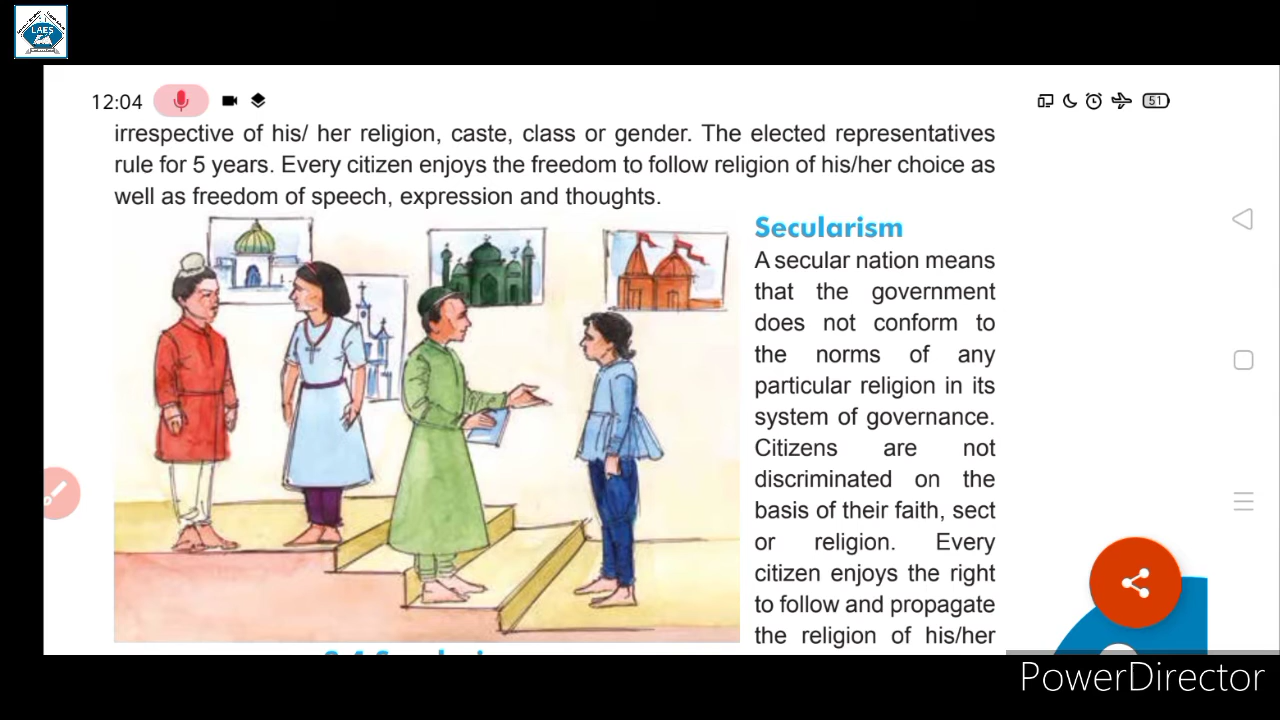 LAES
12:04
51
irrespective of his/ her religion, caste, class or gender. The elected representatives
rule for 5 years. Every citizen enjoys the freedom to follow religion of his/her choice as
well as freedom of speech, expression and thoughts.
Secularism
A secular nation means
that the government
does not conform to
the norms of any
particular religion in its
system of governance.
Citizens are not
discriminated on the
basis of their faith, sect
or religion. Every
citizen enjoys the right
to follow and propagate
the religion of his/her
PowerDirector